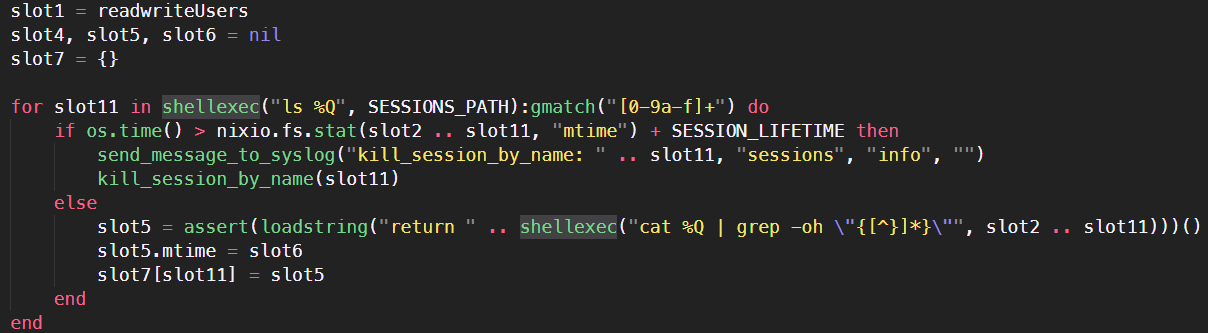 slot1 = readwriteUsers
slot4, slot5, slot6 = nil
slot7 = {}
for slot11 in shellexec("ls %Q", SESSIONS_PATH):gmatch("[0-9a-f]+") do
if os.time() > nixio.fs.stat(slot2 .. slot11, "mtime") + SESSION_LIFETIME then
send_message_to_syslog("kill_session_by_name: " .. slot11, "sessions", "info", "")
kill_session_by_name(slot11)
else
slot5 = assert(loadstring("return " .. shellexec("cat %Q | grep -oh \"{[^}]*}\"", slot2 .. slot11)))()
slot5.mtime = slot6
slot7[slot11] = slot5
end
end